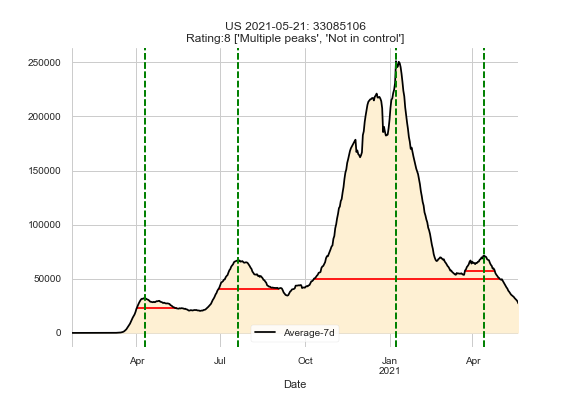 US 2021-05-21: 33085106
Rating:8 ['Multiple peaks', 'Not in control']
250000
200000
150000
100000
50000
0
Average-7d
Apr Jul Oct Jan Apr
2021
Date